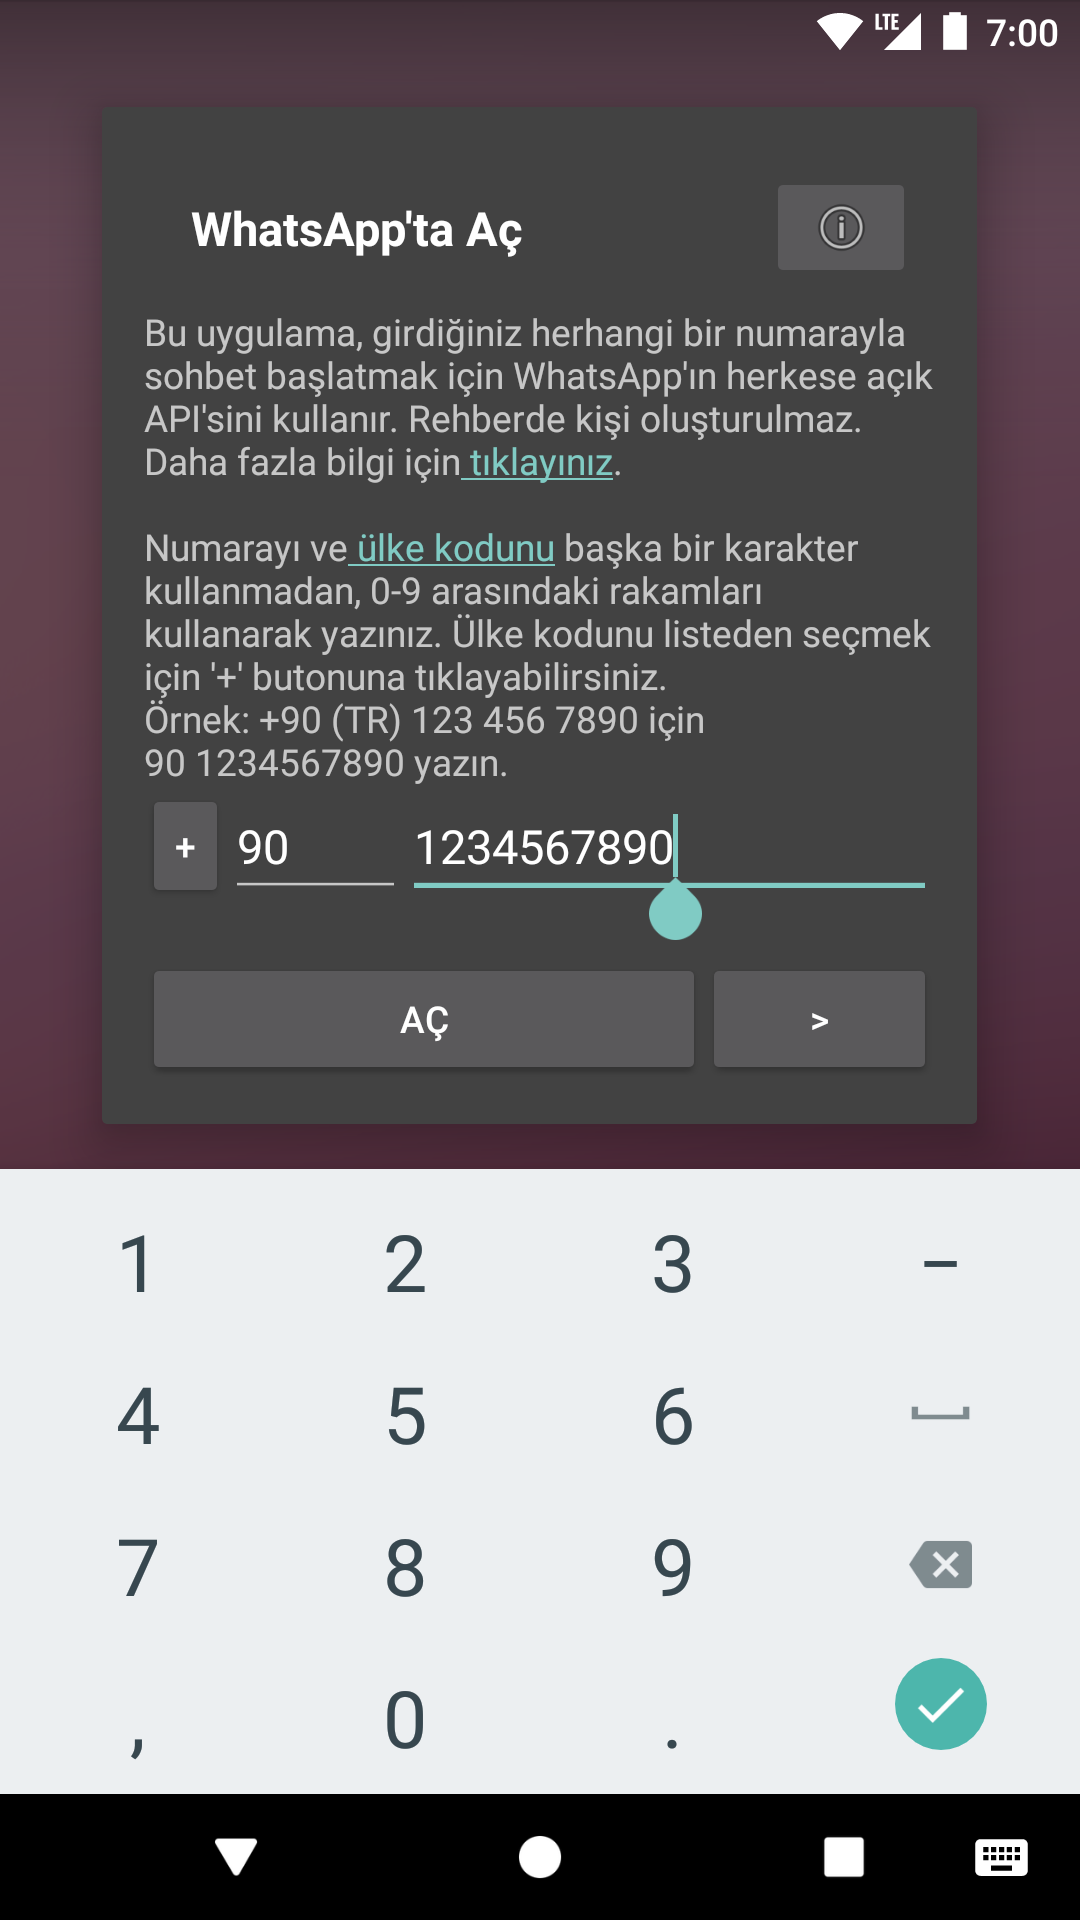 LTE 7:00
WhatsApp'ta Aç
Bu uygulama, girdiğiniz herhangi bir numarayla
sohbet başlatmak için WhatsApp'ın herkese açık
API'sini kullanır. Rehberde kişi oluşturulmaz.
Daha fazla bilgi için tıklayınız.
Numarayı ve ülke kodunu başka bir karakter
kullanmadan, 0-9 arasındaki rakamları
kullanarak yazınız. Ülke kodunu listeden seçmek
için '+' butonuna tıklayabilirsiniz.
Örnek: +90 (TR) 123 456 7890 için
90 1234567890 yazın.
+ 90 1234567890
AÇ >
1 2 3 –
4 5 6
7 8 9
, 0 .